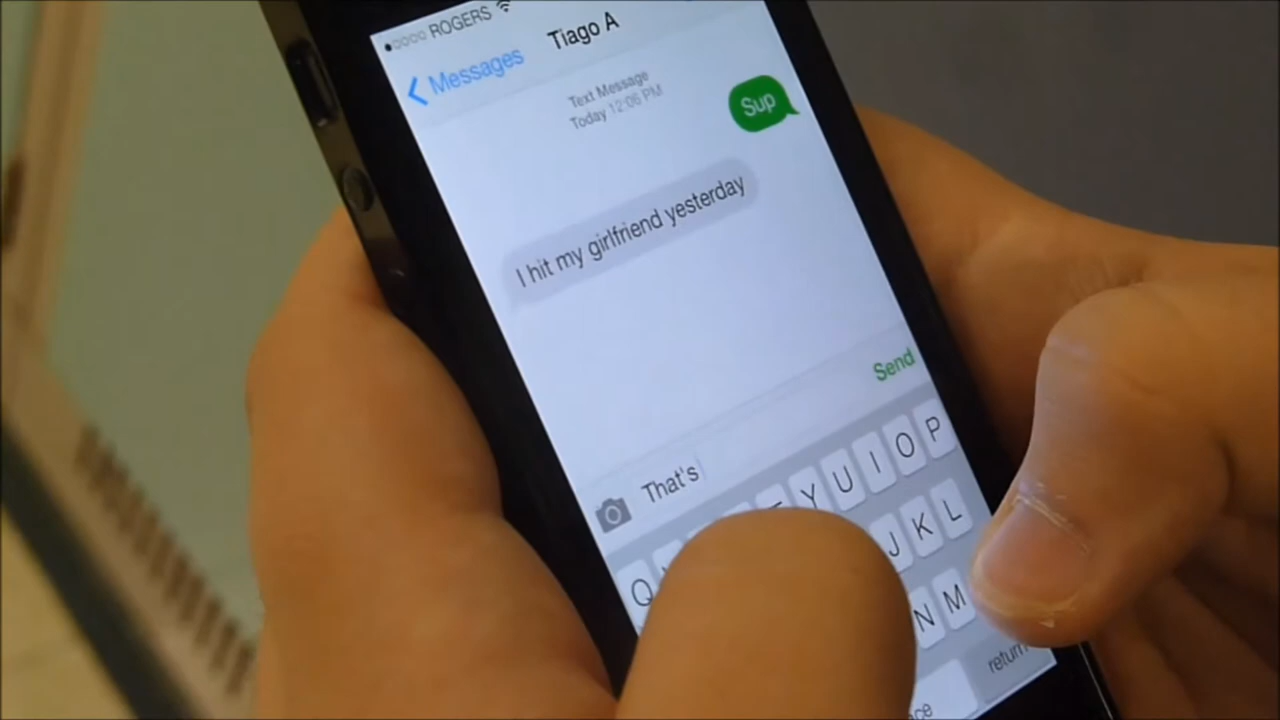 ROGERS
Messages
Tiago A
Text Message
Today 12:06 PM
Sup
I hit my girlfriend yesterday
Send
That's
Y U I O P
Q
J K L
N M
return